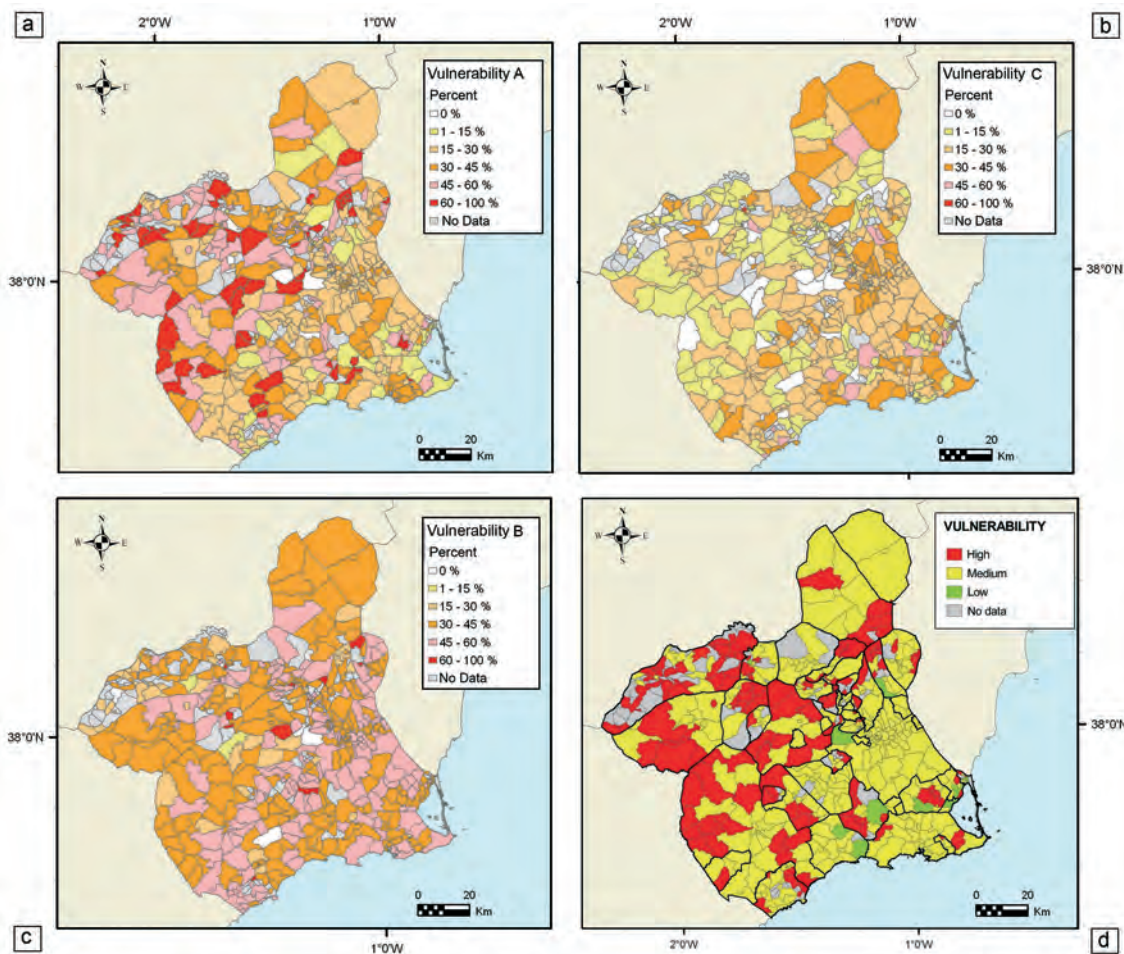 a
2°0'W
1°0'W
b
N
W
E
S
Vulnerability A
Percent
0 %
1 - 15 %
15 - 30 %
30 - 45 %
45 - 60 %
60 - 100 %
No Data
38°0'N
0 20
Km
N
W
E
S
2°0'W
1°0'W
Vulnerability C
Percent
0 %
1 - 15 %
15 - 30 %
30 - 45 %
45 - 60 %
60 - 100 %
No Data
38°0'N
0 20
Km
1°0'W
N
W
E
S
Vulnerability B
Percent
0 %
1 - 15 %
15 - 30 %
30 - 45 %
45 - 60 %
60 - 100 %
No Data
38°0'N
0 20
Km
c
1°0'W
N
W
E
S
VULNERABILITY
High
Medium
Low
No data
38°0'N
0 20
Km
2°0'W
1°0'W
d